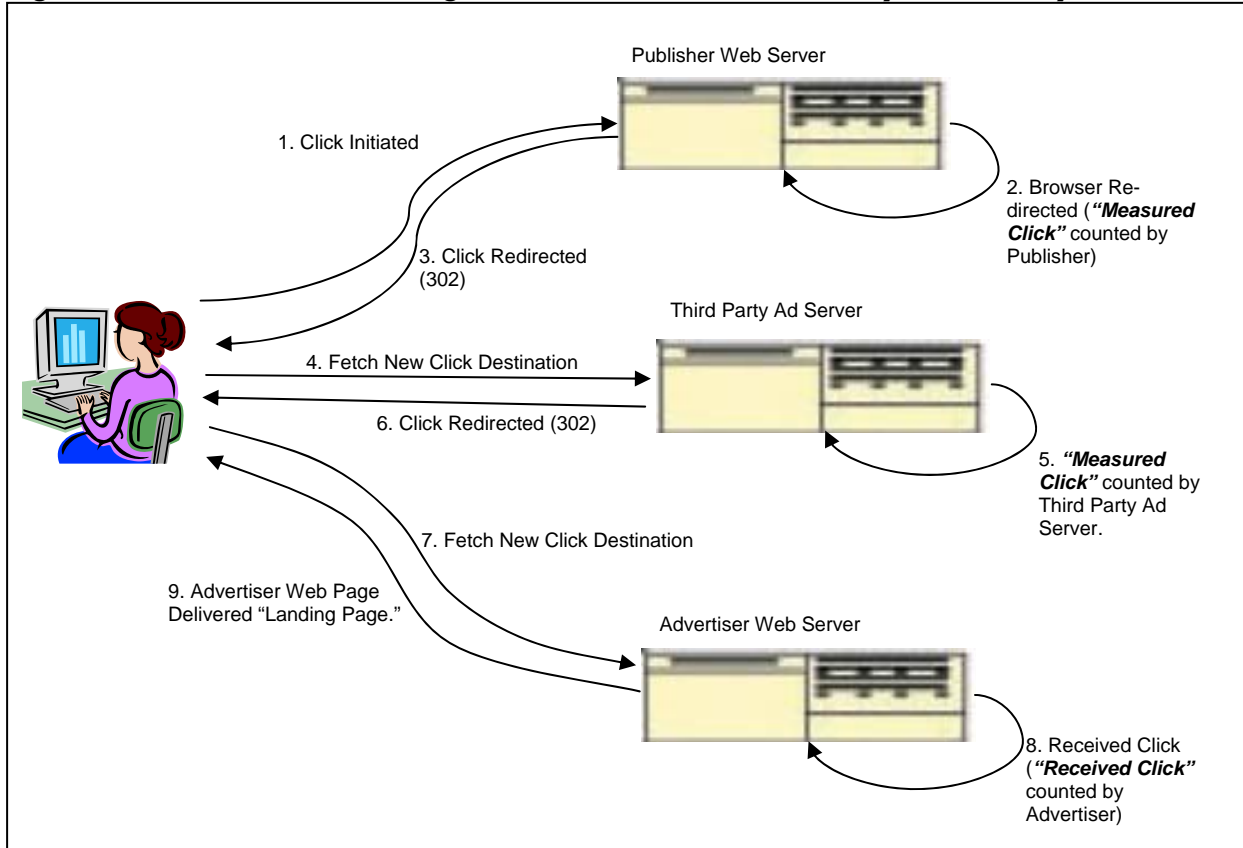 Publisher Web Server
1. Click Initiated
2. Browser Re-
directed (“Measured
Click” counted by
Publisher)
3. Click Redirected
(302)
Third Party Ad Server
4. Fetch New Click Destination
6. Click Redirected (302)
5. “Measured
Click” counted by
Third Party Ad
Server.
7. Fetch New Click Destination
9. Advertiser Web Page
Delivered “Landing Page.”
Advertiser Web Server
8. Received Click
(“Received Click”
counted by
Advertiser)